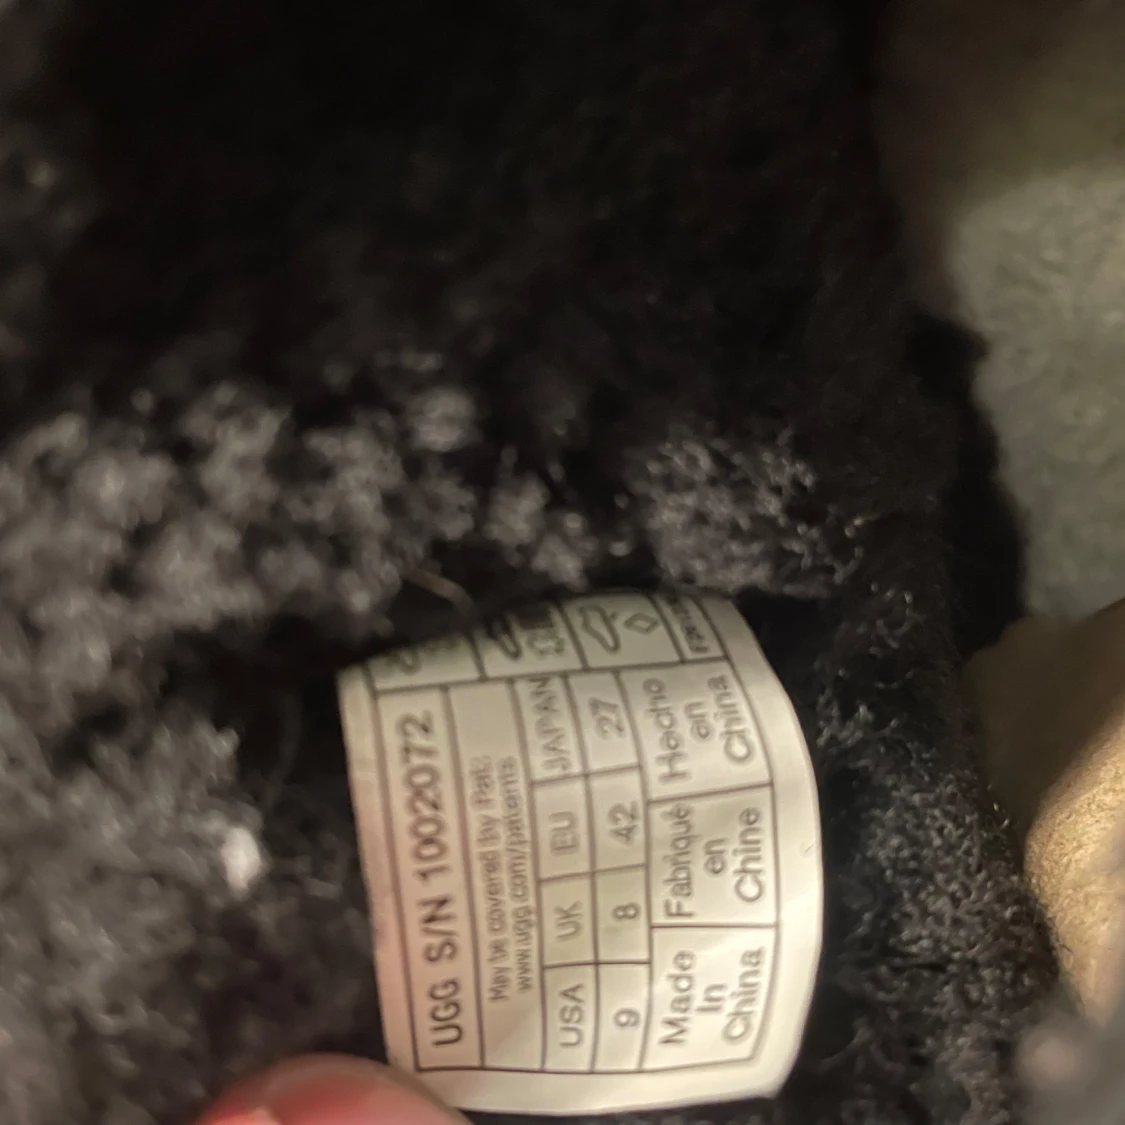 UGG S/N 1002072
May be covered by Pat:
www.ugg.com/patents
USA UK EU JAPAN
9 8 42 27
Made Fabriqué Hecho
In en en
China Chine China